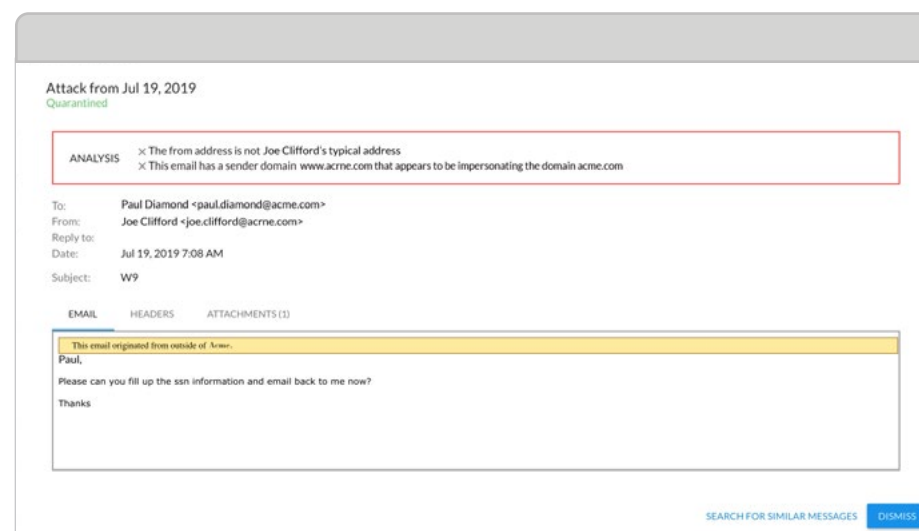 Attack from Jul 19, 2019
Quarantined
ANALYSIS
× The from address is not Joe Clifford's typical address
× This email has a sender domain www.acrne.com that appears to be impersonating the domain acme.com
To: Paul Diamond <paul.diamond@acme.com>
From: Joe Clifford <joe.clifford@acrne.com>
Reply to:
Date: Jul 19, 2019 7:08 AM
Subject: W9
EMAIL HEADERS ATTACHMENTS (1)
This email originated from outside of Acme.
Paul,
Please can you fill up the ssn information and email back to me now?
Thanks
SEARCH FOR SIMILAR MESSAGES DISMISS